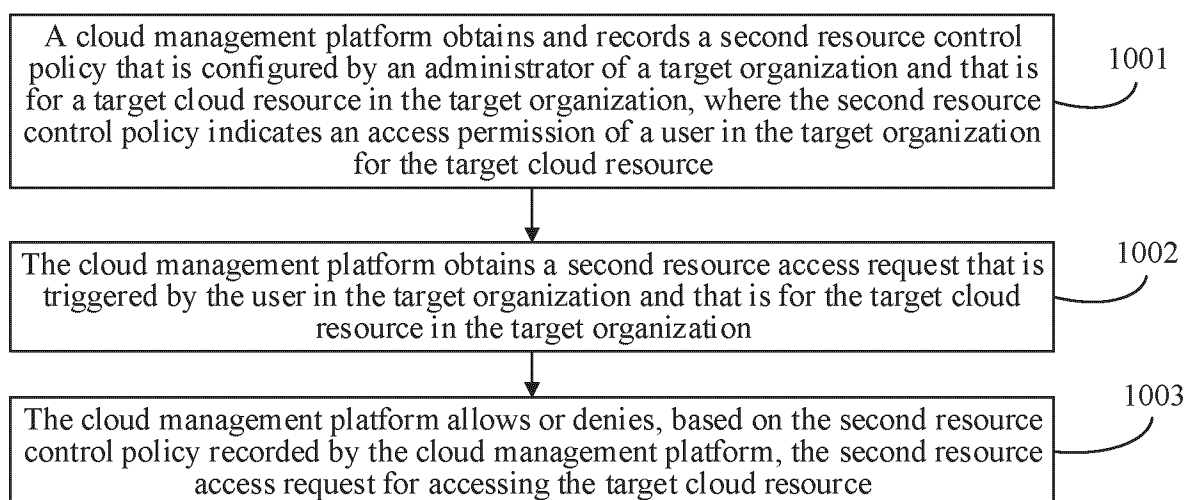 A cloud management platform obtains and records a second resource control
policy that is configured by an administrator of a target organization and that is
for a target cloud resource in the target organization, where the second resource
control policy indicates an access permission of a user in the target organization
for the target cloud resource
1001
The cloud management platform obtains a second resource access request that is
triggered by the user in the target organization and that is for the target cloud
resource in the target organization
1002
The cloud management platform allows or denies, based on the second resource
control policy recorded by the cloud management platform, the second resource
access request for accessing the target cloud resource
1003